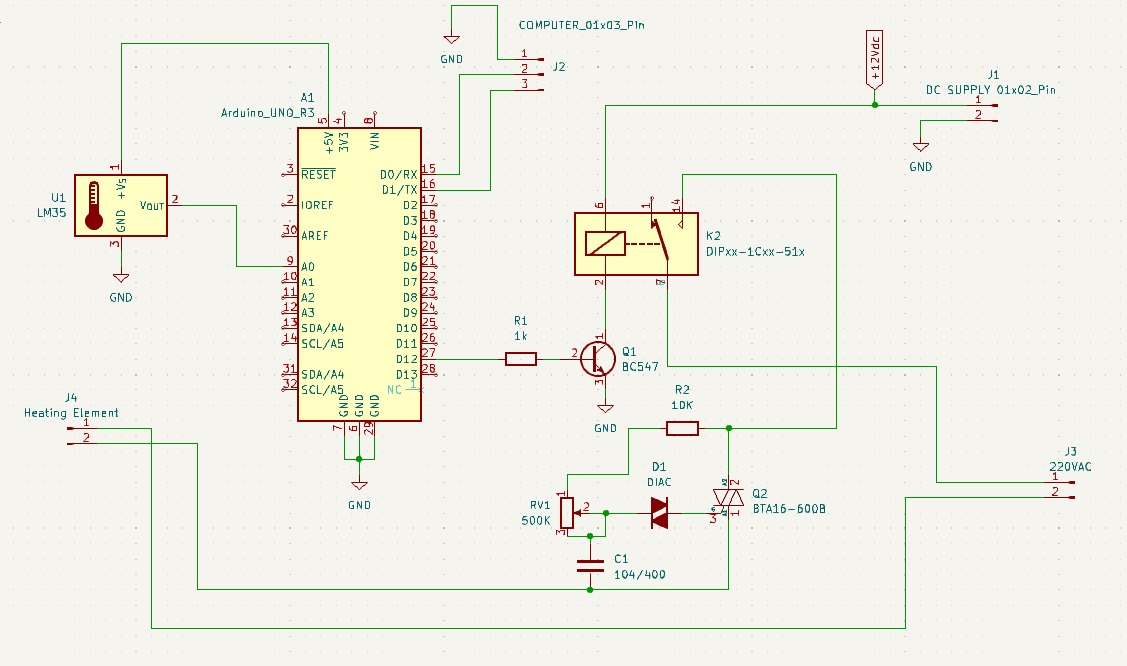 COMPUTER_01x03_Pin
GND
1
2
3
J2
+12Vdc
J1
DC SUPPLY 01x02_Pin
1
2
GND
A1
Arduino_UNO_R3
5
4
8
+5V
3V3
VIN
3
RESET
2
IOREF
30
AREF
9
A0
10
A1
11
A2
12
A3
13
SDA/A4
14
SCL/A5
31
SDA/A4
32
SCL/A5
D0/RX
15
D1/TX
16
D2
17
D3
18
D4
19
D5
20
D6
21
D7
22
D8
23
D9
24
D10
25
D11
26
D12
27
D13
28
NC
1
GND
GND
GND
7
6
29
GND
U1
LM35
1
+Vs
VOUT
2
GND
3
GND
6
1
14
K2
DIPxx-1Cxx-51x
2
7
R1
1k
1
2
Q1
BC547
3
GND
R2
10K
J4
Heating Element
1
2
J3
220VAC
1
2
D1
DIAC
RV1
500K
1
2
3
A2
2
Q2
BTA16-600B
G
3
A1
1
C1
104/400